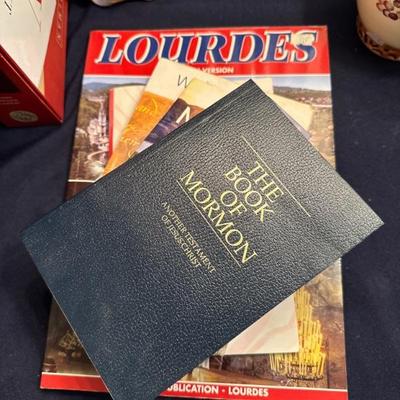 LOURDES
VERSION
THE
BOOK
OF
MORMON
ANOTHER TESTAMENT
OF JESUS CHRIST
PUBLICATION - LOURDES